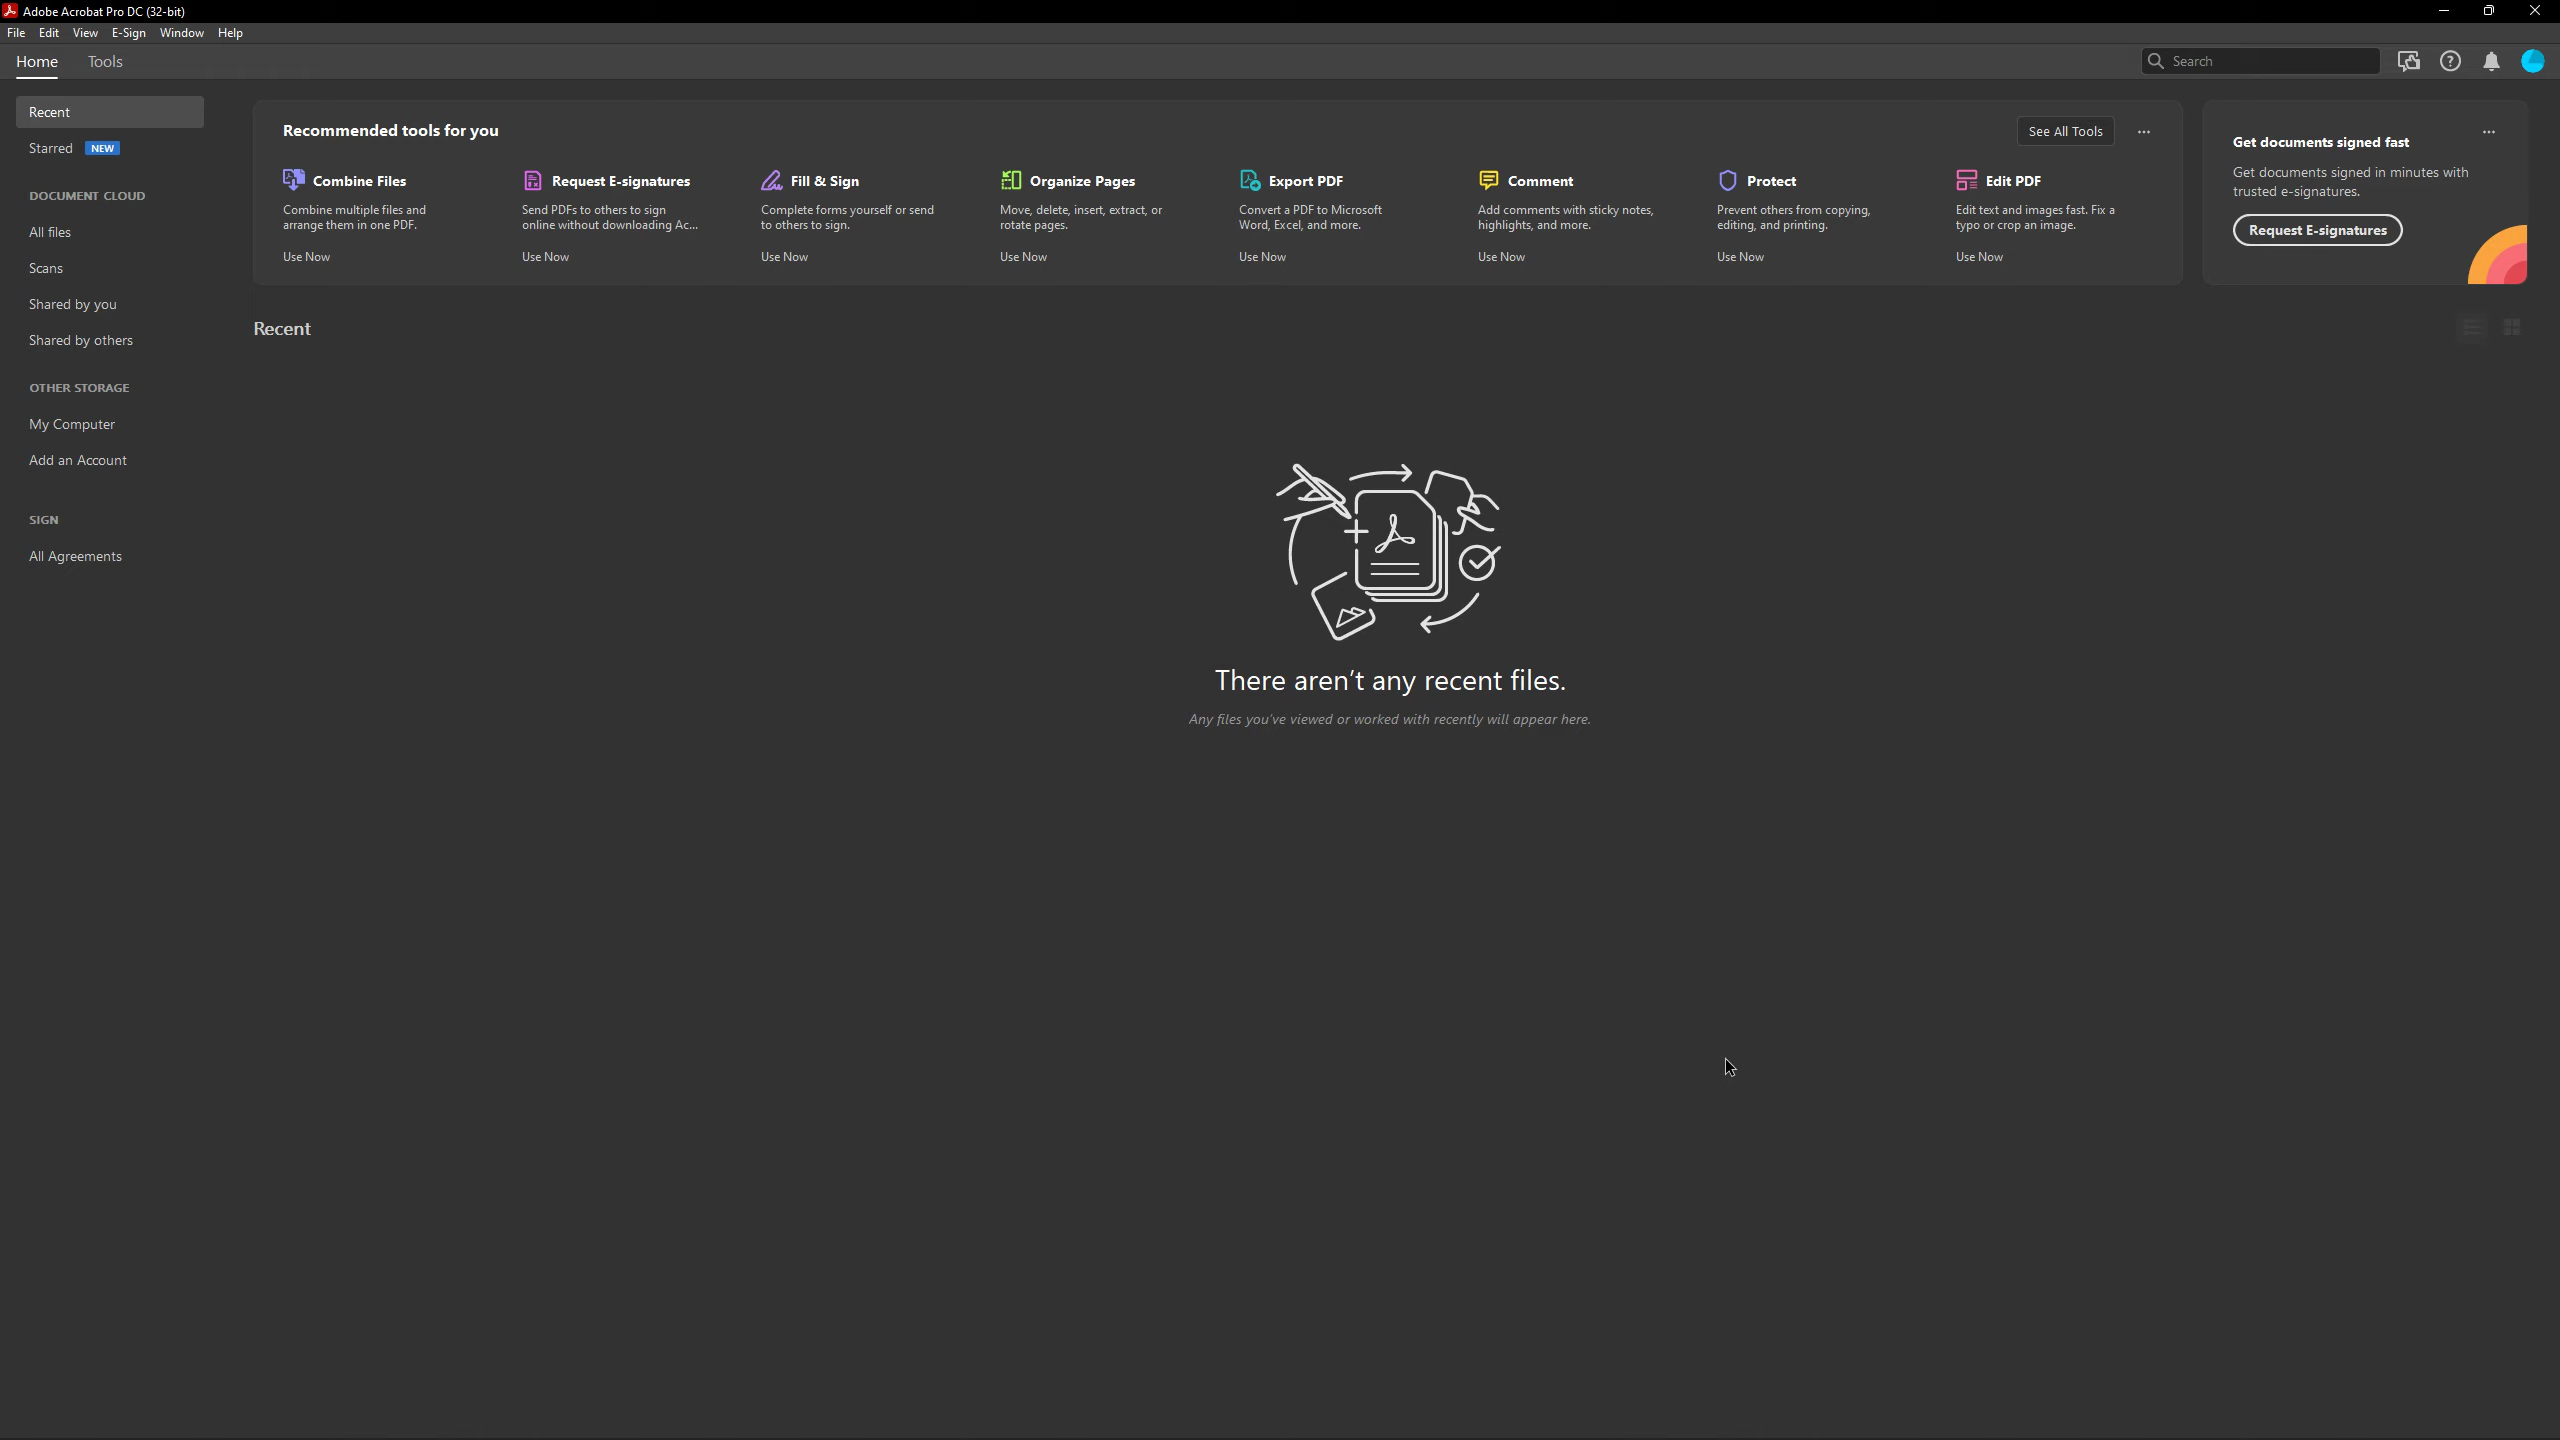 Adobe Acrobat Pro DC (32-bit)
File Edit View E-Sign Window Help
Home Tools
Search
Recent
Starred NEW
DOCUMENT CLOUD
All files
Scans
Shared by you
Shared by others
OTHER STORAGE
My Computer
Add an Account
SIGN
All Agreements
Recommended tools for you
See All Tools
Combine Files
Combine multiple files and
arrange them in one PDF.
Use Now
Request E-signatures
Send PDFs to others to sign
online without downloading Ac...
Use Now
Fill & Sign
Complete forms yourself or send
to others to sign.
Use Now
Organize Pages
Move, delete, insert, extract, or
rotate pages.
Use Now
Export PDF
Convert a PDF to Microsoft
Word, Excel, and more.
Use Now
Comment
Add comments with sticky notes,
highlights, and more.
Use Now
Protect
Prevent others from copying,
editing, and printing.
Use Now
Edit PDF
Edit text and images fast. Fix a
typo or crop an image.
Use Now
Get documents signed fast
Get documents signed in minutes with
trusted e-signatures.
Request E-signatures
Recent
There aren't any recent files.
Any files you've viewed or worked with recently will appear here.